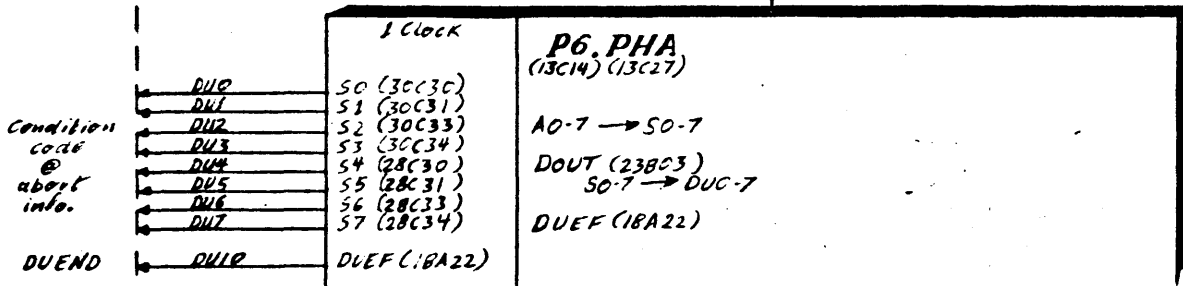 1 Clock
P6.PHA
(13C14) (13C27)
DU0 S0 (30C30)
DU1 S1 (30C31)
Condition DU2 S2 (30C33) A0-7 → S0-7
code DU3 S3 (30C34)
@ DU4 S4 (28C30) DOUT (23B03)
abort DU5 S5 (28C31) S0-7 → DU0-7
info. DU6 S6 (28C33)
DU7 S7 (28C34) DUEF (18A22)
DUEND DU10 DUEF (18A22)